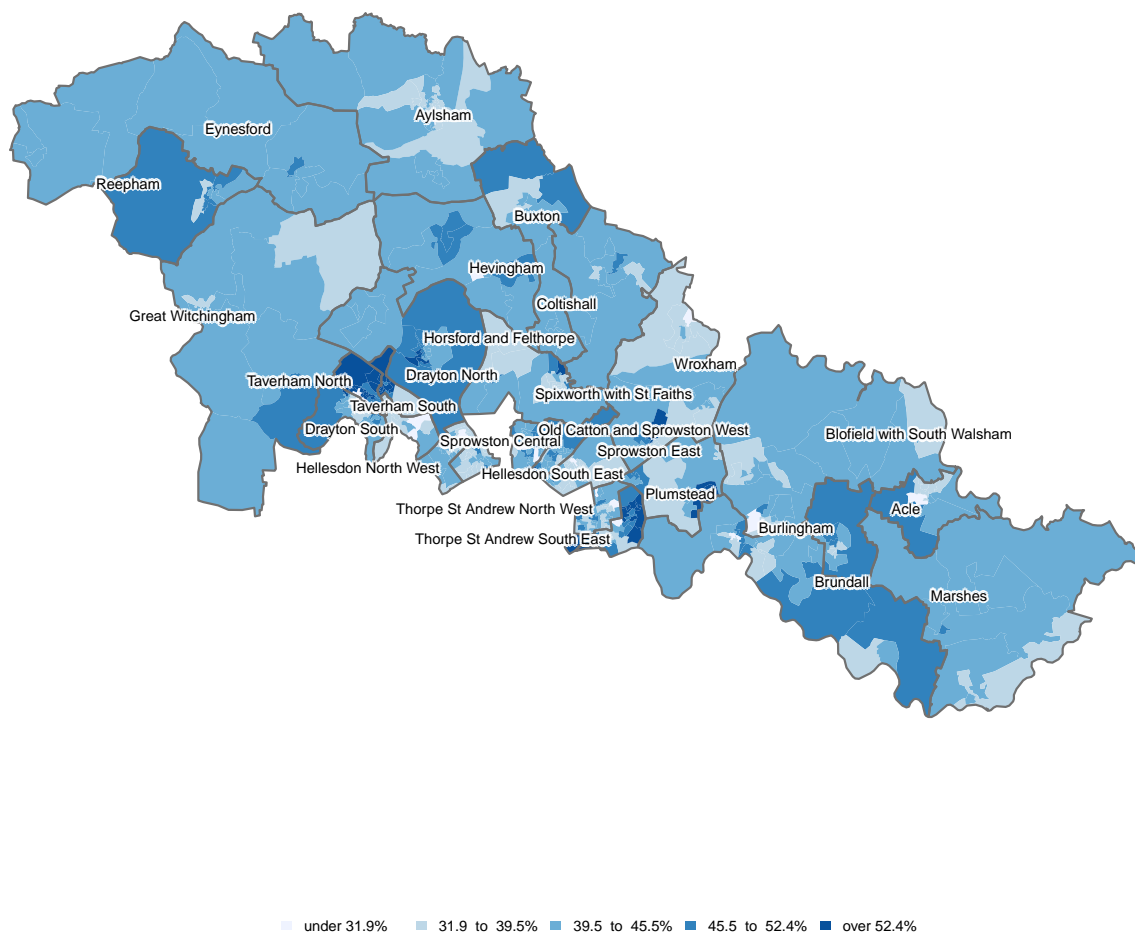 Aylsham
Eynesford
Reepham
Buxton
Hevingham
Coltishall
Great Witchingham
Horsford and Felthorpe
Wroxham
Drayton North
Taverham North
Spixworth with St Faiths
Taverham South
Drayton South
Old Catton and Sprowston West
Blofield with South Walsham
Sprowston Central
Sprowston East
Hellesdon North West
Hellesdon South East
Plumstead
Acle
Thorpe St Andrew North West
Burlingham
Thorpe St Andrew South East
Brundall
Marshes
under 31.9% 31.9 to 39.5% 39.5 to 45.5% 45.5 to 52.4% over 52.4%